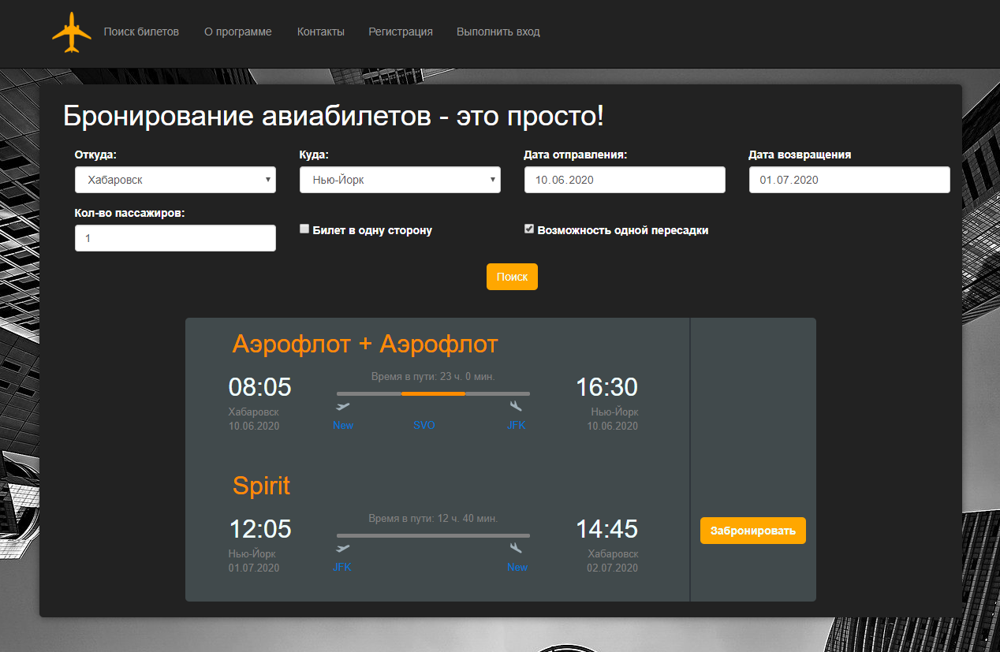 Поиск билетов О программе Контакты Регистрация Выполнить вход
Бронирование авиабилетов - это просто!
Откуда: Куда: Дата отправления: Дата возвращения
Хабаровск Нью-Йорк 10.06.2020 01.07.2020
Кол-во пассажиров:
1 Билет в одну сторону Возможность одной пересадки
Поиск
Аэрофлот + Аэрофлот
Время в пути: 23 ч. 0 мин.
08:05 16:30
Хабаровск Нью-Йорк
10.06.2020 New SVO JFK 10.06.2020
Spirit
Время в пути: 12 ч. 40 мин.
12:05 14:45
Забронировать
Нью-Йорк Хабаровск
01.07.2020 JFK New 02.07.2020